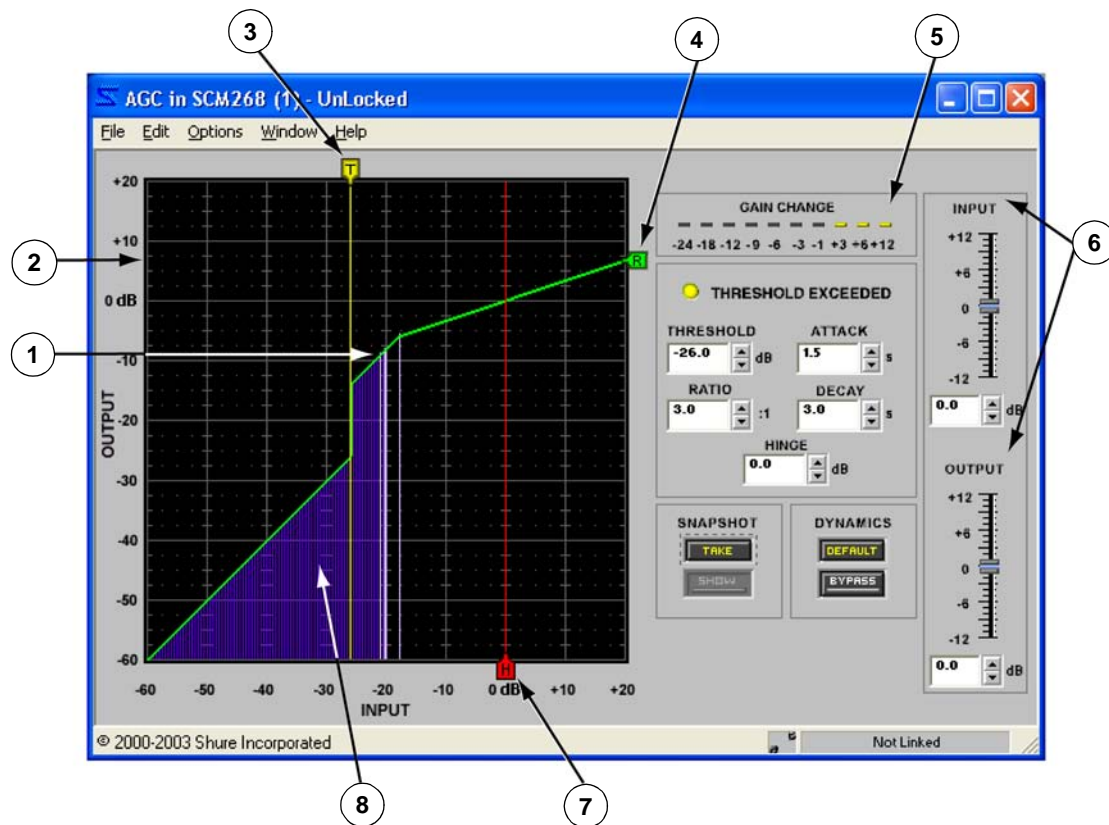 3
4
5
AGC in SCM268 (1) - UnLocked
File Edit Options Window Help
T
+20
+10
0 dB
-10
-20
-30
-40
-50
-60
OUTPUT
2
1
R
-60 -50 -40 -30 -20 -10 0 dB +10 +20
INPUT
H
GAIN CHANGE
-24 -18 -12 -9 -6 -3 -1 +3 +6 +12
THRESHOLD EXCEEDED
THRESHOLD ATTACK
-26.0 dB 1.5 s
RATIO DECAY
3.0 :1 3.0 s
HINGE
0.0 dB
SNAPSHOT DYNAMICS
TAKE DEFAULT
SHOW BYPASS
INPUT
+12
+6
0
-6
-12
0.0 dB
OUTPUT
+12
+6
0
-6
-12
0.0 dB
6
© 2000-2003 Shure Incorporated
Not Linked
8
7